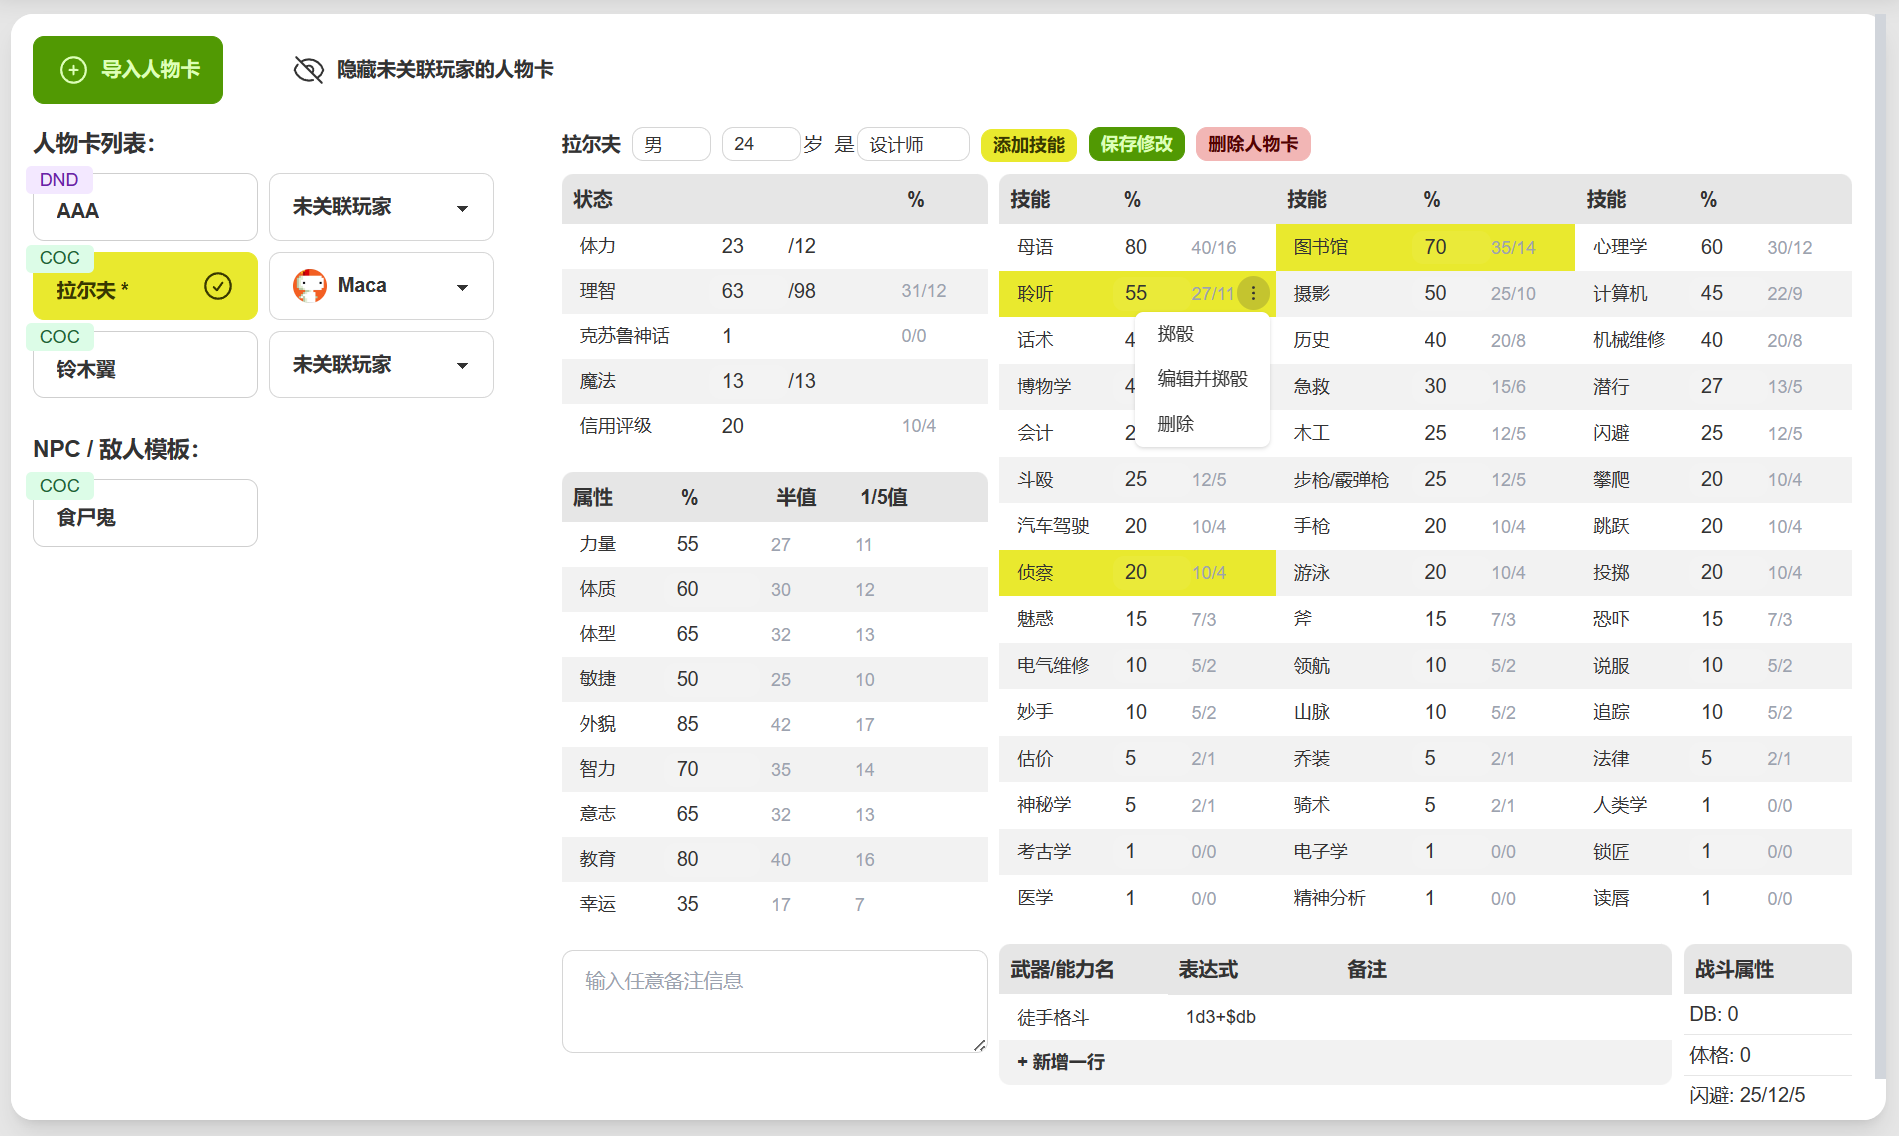 导入人物卡
隐藏未关联玩家的人物卡
人物卡列表:
DND
AAA
未关联玩家
COC
拉尔夫 *
Maca
COC
铃木翼
未关联玩家
NPC / 敌人模板:
COC
食尸鬼
拉尔夫 男 24 岁 是 设计师 添加技能 保存修改 删除人物卡
状态 %
体力 23 /12
理智 63 /98 31/12
克苏鲁神话 1 0/0
魔法 13 /13
信用评级 20 10/4
属性 % 半值 1/5值
力量 55 27 11
体质 60 30 12
体型 65 32 13
敏捷 50 25 10
外貌 85 42 17
智力 70 35 14
意志 65 32 13
教育 80 40 16
幸运 35 17 7
输入任意备注信息
技能 % 技能 % 技能 %
母语 80 40/16 图书馆 70 35/14 心理学 60 30/12
聆听 55 27/11 摄影 50 25/10 计算机 45 22/9
话术 4 历史 40 20/8 机械维修 40 20/8
博物学 4 急救 30 15/6 潜行 27 13/5
会计 2 木工 25 12/5 闪避 25 12/5
掷骰
编辑并掷骰
删除
斗殴 25 12/5 步枪/霰弹枪 25 12/5 攀爬 20 10/4
汽车驾驶 20 10/4 手枪 20 10/4 跳跃 20 10/4
侦察 20 10/4 游泳 20 10/4 投掷 20 10/4
魅惑 15 7/3 斧 15 7/3 恐吓 15 7/3
电气维修 10 5/2 领航 10 5/2 说服 10 5/2
妙手 10 5/2 山脉 10 5/2 追踪 10 5/2
估价 5 2/1 乔装 5 2/1 法律 5 2/1
神秘学 5 2/1 骑术 5 2/1 人类学 1 0/0
考古学 1 0/0 电子学 1 0/0 锁匠 1 0/0
医学 1 0/0 精神分析 1 0/0 读唇 1 0/0
武器/能力名 表达式 备注
徒手格斗 1d3+$db
+ 新增一行
战斗属性
DB: 0
体格: 0
闪避: 25/12/5